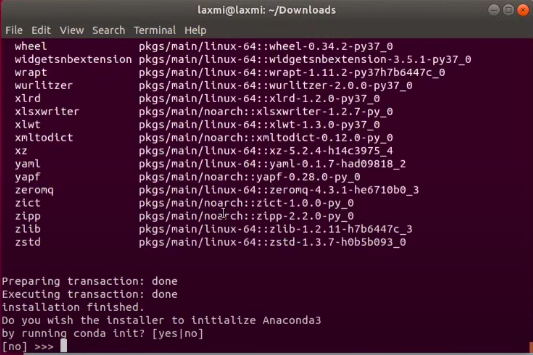 laxmi@laxmi: ~/Downloads
File Edit View Search Terminal Help
wheel pkgs/main/linux-64::wheel-0.34.2-py37_0
widgetsnbextension pkgs/main/linux-64::widgetsnbextension-3.5.1-py37_0
wrapt pkgs/main/linux-64::wrapt-1.11.2-py37h7b6447c_0
wurlitzer pkgs/main/linux-64::wurlitzer-2.0.0-py37_0
xlrd pkgs/main/linux-64::xlrd-1.2.0-py37_0
xlsxwriter pkgs/main/noarch::xlsxwriter-1.2.7-py_0
xlwt pkgs/main/linux-64::xlwt-1.3.0-py37_0
xmltodict pkgs/main/noarch::xmltodict-0.12.0-py_0
xz pkgs/main/linux-64::xz-5.2.4-h14c3975_4
yaml pkgs/main/linux-64::yaml-0.1.7-had09818_2
yapf pkgs/main/noarch::yapf-0.28.0-py_0
zeromq pkgs/main/linux-64::zeromq-4.3.1-he6710b0_3
zict pkgs/main/noarch::zict-1.0.0-py_0
zipp pkgs/main/noarch::zipp-2.2.0-py_0
zlib pkgs/main/linux-64::zlib-1.2.11-h7b6447c_3
zstd pkgs/main/linux-64::zstd-1.3.7-h0b5b093_0
Preparing transaction: done
Executing transaction: done
installation finished.
Do you wish the installer to initialize Anaconda3
by running conda init? [yes|no]
[no] >>>